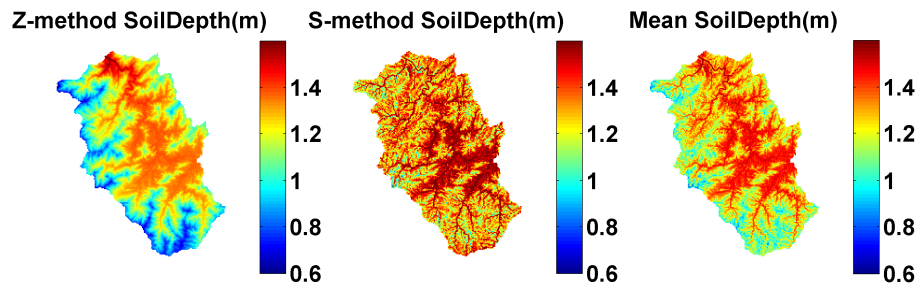 Z-method SoilDepth(m) S-method SoilDepth(m) Mean SoilDepth(m)
1.4 1.4 1.4
1.2 1.2 1.2
1 1 1
0.8 0.8 0.8
0.6 0.6 0.6